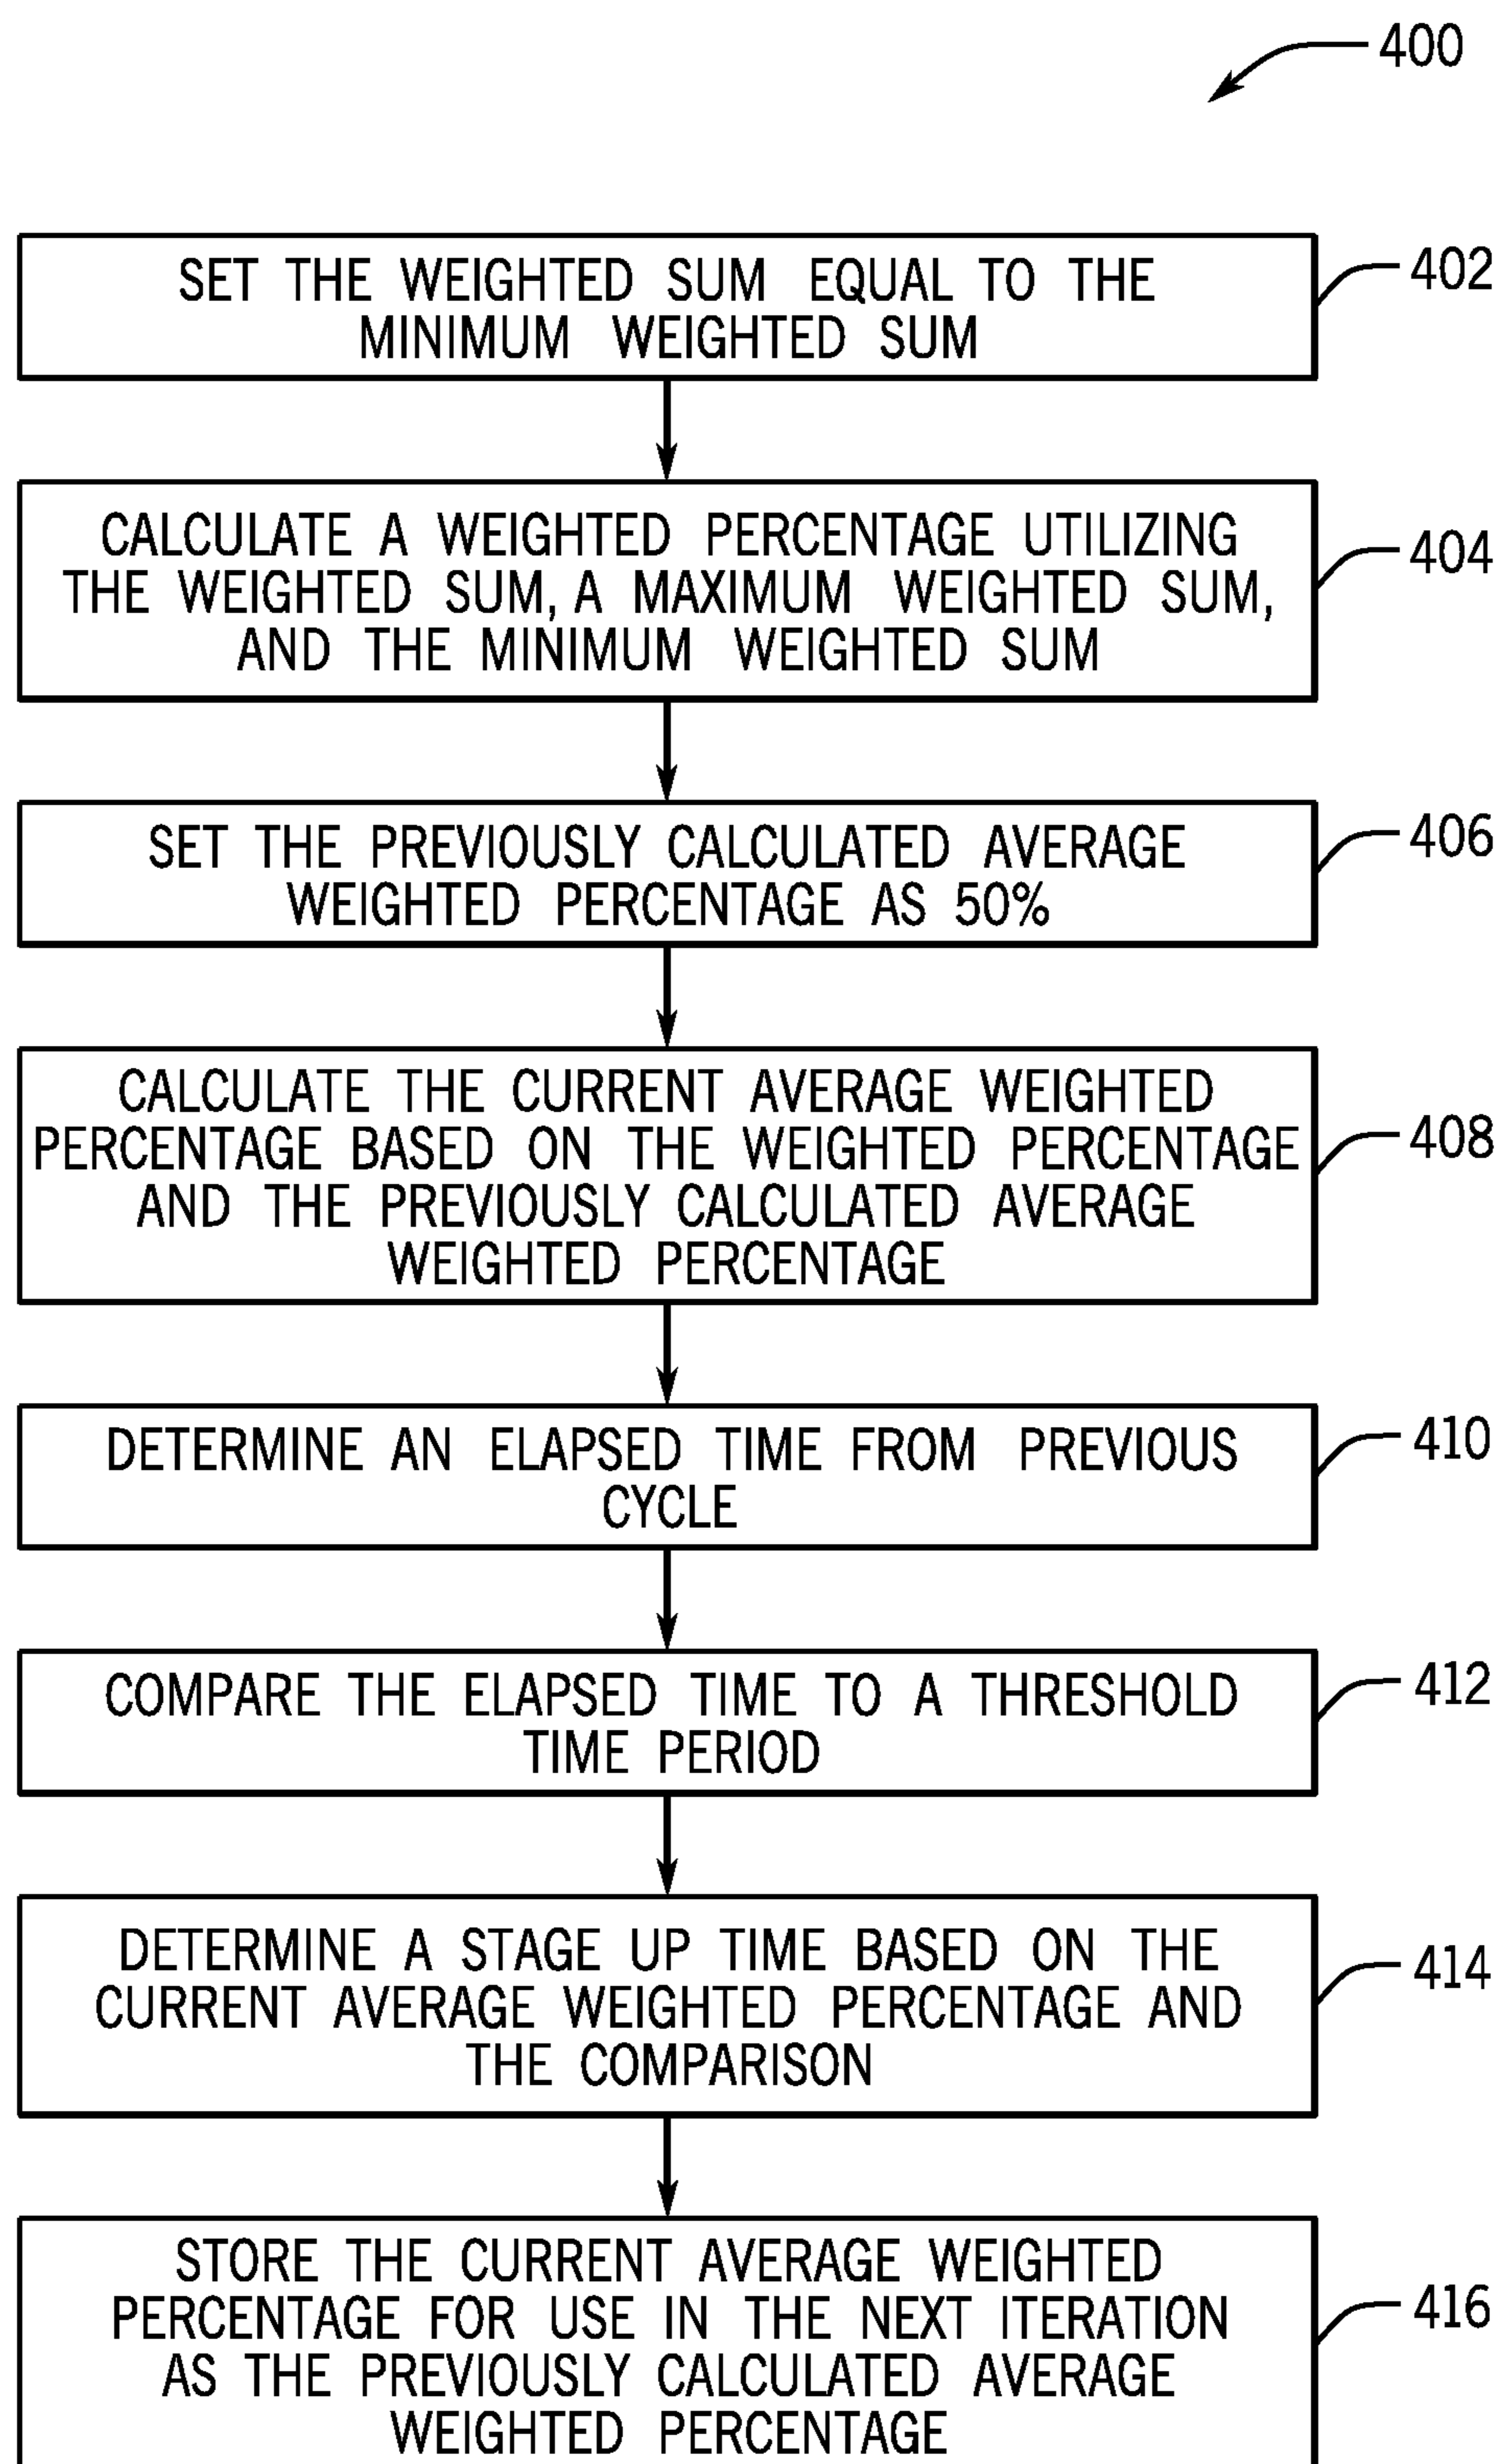 400
SET THE WEIGHTED SUM EQUAL TO THE
MINIMUM WEIGHTED SUM
402
CALCULATE A WEIGHTED PERCENTAGE UTILIZING
THE WEIGHTED SUM, A MAXIMUM WEIGHTED SUM,
AND THE MINIMUM WEIGHTED SUM
404
SET THE PREVIOUSLY CALCULATED AVERAGE
WEIGHTED PERCENTAGE AS 50%
406
CALCULATE THE CURRENT AVERAGE WEIGHTED
PERCENTAGE BASED ON THE WEIGHTED PERCENTAGE
AND THE PREVIOUSLY CALCULATED AVERAGE
WEIGHTED PERCENTAGE
408
DETERMINE AN ELAPSED TIME FROM PREVIOUS
CYCLE
410
COMPARE THE ELAPSED TIME TO A THRESHOLD
TIME PERIOD
412
DETERMINE A STAGE UP TIME BASED ON THE
CURRENT AVERAGE WEIGHTED PERCENTAGE AND
THE COMPARISON
414
STORE THE CURRENT AVERAGE WEIGHTED
PERCENTAGE FOR USE IN THE NEXT ITERATION
AS THE PREVIOUSLY CALCULATED AVERAGE
WEIGHTED PERCENTAGE
416